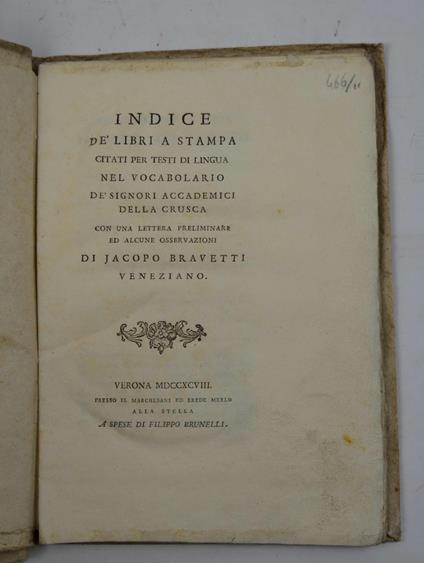 466/11
INDICE
DE' LIBRI A STAMPA
CITATI PER TESTI DI LINGUA
NEL VOCABOLARIO
DE' SIGNORI ACCADEMICI
DELLA CRUSCA
CON UNA LETTERA PRELIMINARE
ED ALCUNE OSSERVAZIONI
DI JACOPO BRAVETTI
VENEZIANO.
VERONA MDCCXCVIII.
PRESSO IL MARCHESANI ED EREDE MERLO
ALLA STELLA
A SPESE DI FILIPPO BRUNELLI.